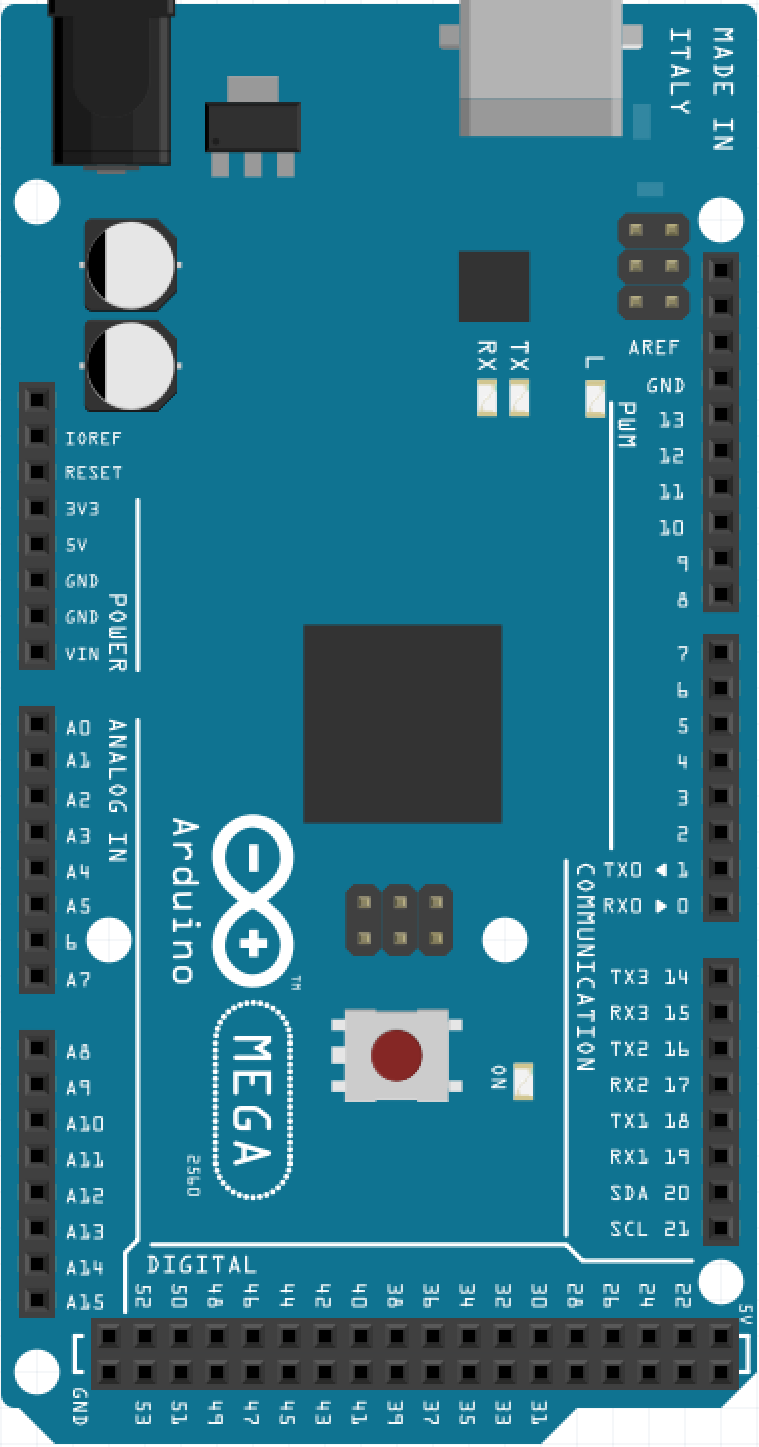 MADE IN
ITALY
RX
TX
L
AREF
GND
13
12
11
10
9
8
PWM
IOREF
RESET
3V3
5V
GND
GND
VIN
POWER
7
6
5
4
3
2
TX0 ◀ 1
RX0 ▶ 0
A0
A1
A2
A3
A4
A5
6
A7
ANALOG IN
Arduino
TM
MEGA
2560
ON
COMMUNICATION
TX3 14
RX3 15
TX2 16
RX2 17
TX1 18
RX1 19
SDA 20
SCL 21
A8
A9
A10
A11
A12
A13
A14
A15
DIGITAL
52 50 48 46 44 42 40 38 36 34 32 30 28 26 24 22
5V
GND
53 51 49 47 45 43 41 39 37 35 33 31